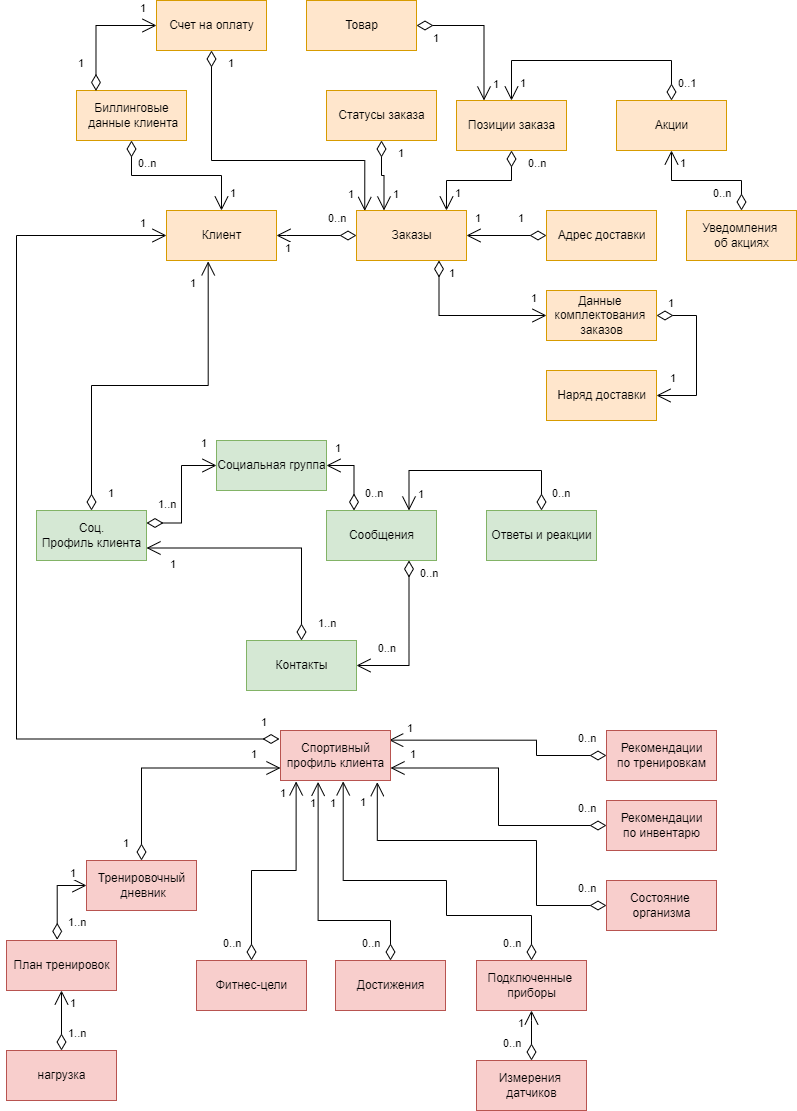 1
Счет на оплату
Товар
1
1
1
1
1
0..1
Биллинговые
данные клиента
Статусы заказа
Позиции заказа
Акции
0..n
1
0..n
1
1
1
1
1
0..n
1
Клиент
0..n
1
Заказы
1
1
Адрес доставки
Уведомления
об акциях
1
1
1
Данные
комплектования
заказов
1
1
Наряд доставки
1
Социальная группа
1
1
1..n
0..n
1
0..n
Соц.
Профиль клиента
Сообщения
Ответы и реакции
1
0..n
1..n
0..n
Контакты
1
1
Спортивный
профиль клиента
1
1
0..n
Рекомендации
по тренировкам
1
1
1
1
1
0..n
Рекомендации
по инвентарю
Тренировочный
дневник
1
0..n
Состояние
организма
1..n
План тренировок
0..n
0..n
0..n
Фитнес-цели
Достижения
Подключенные
приборы
1
1..n
1
0..n
нагрузка
Измерения
датчиков